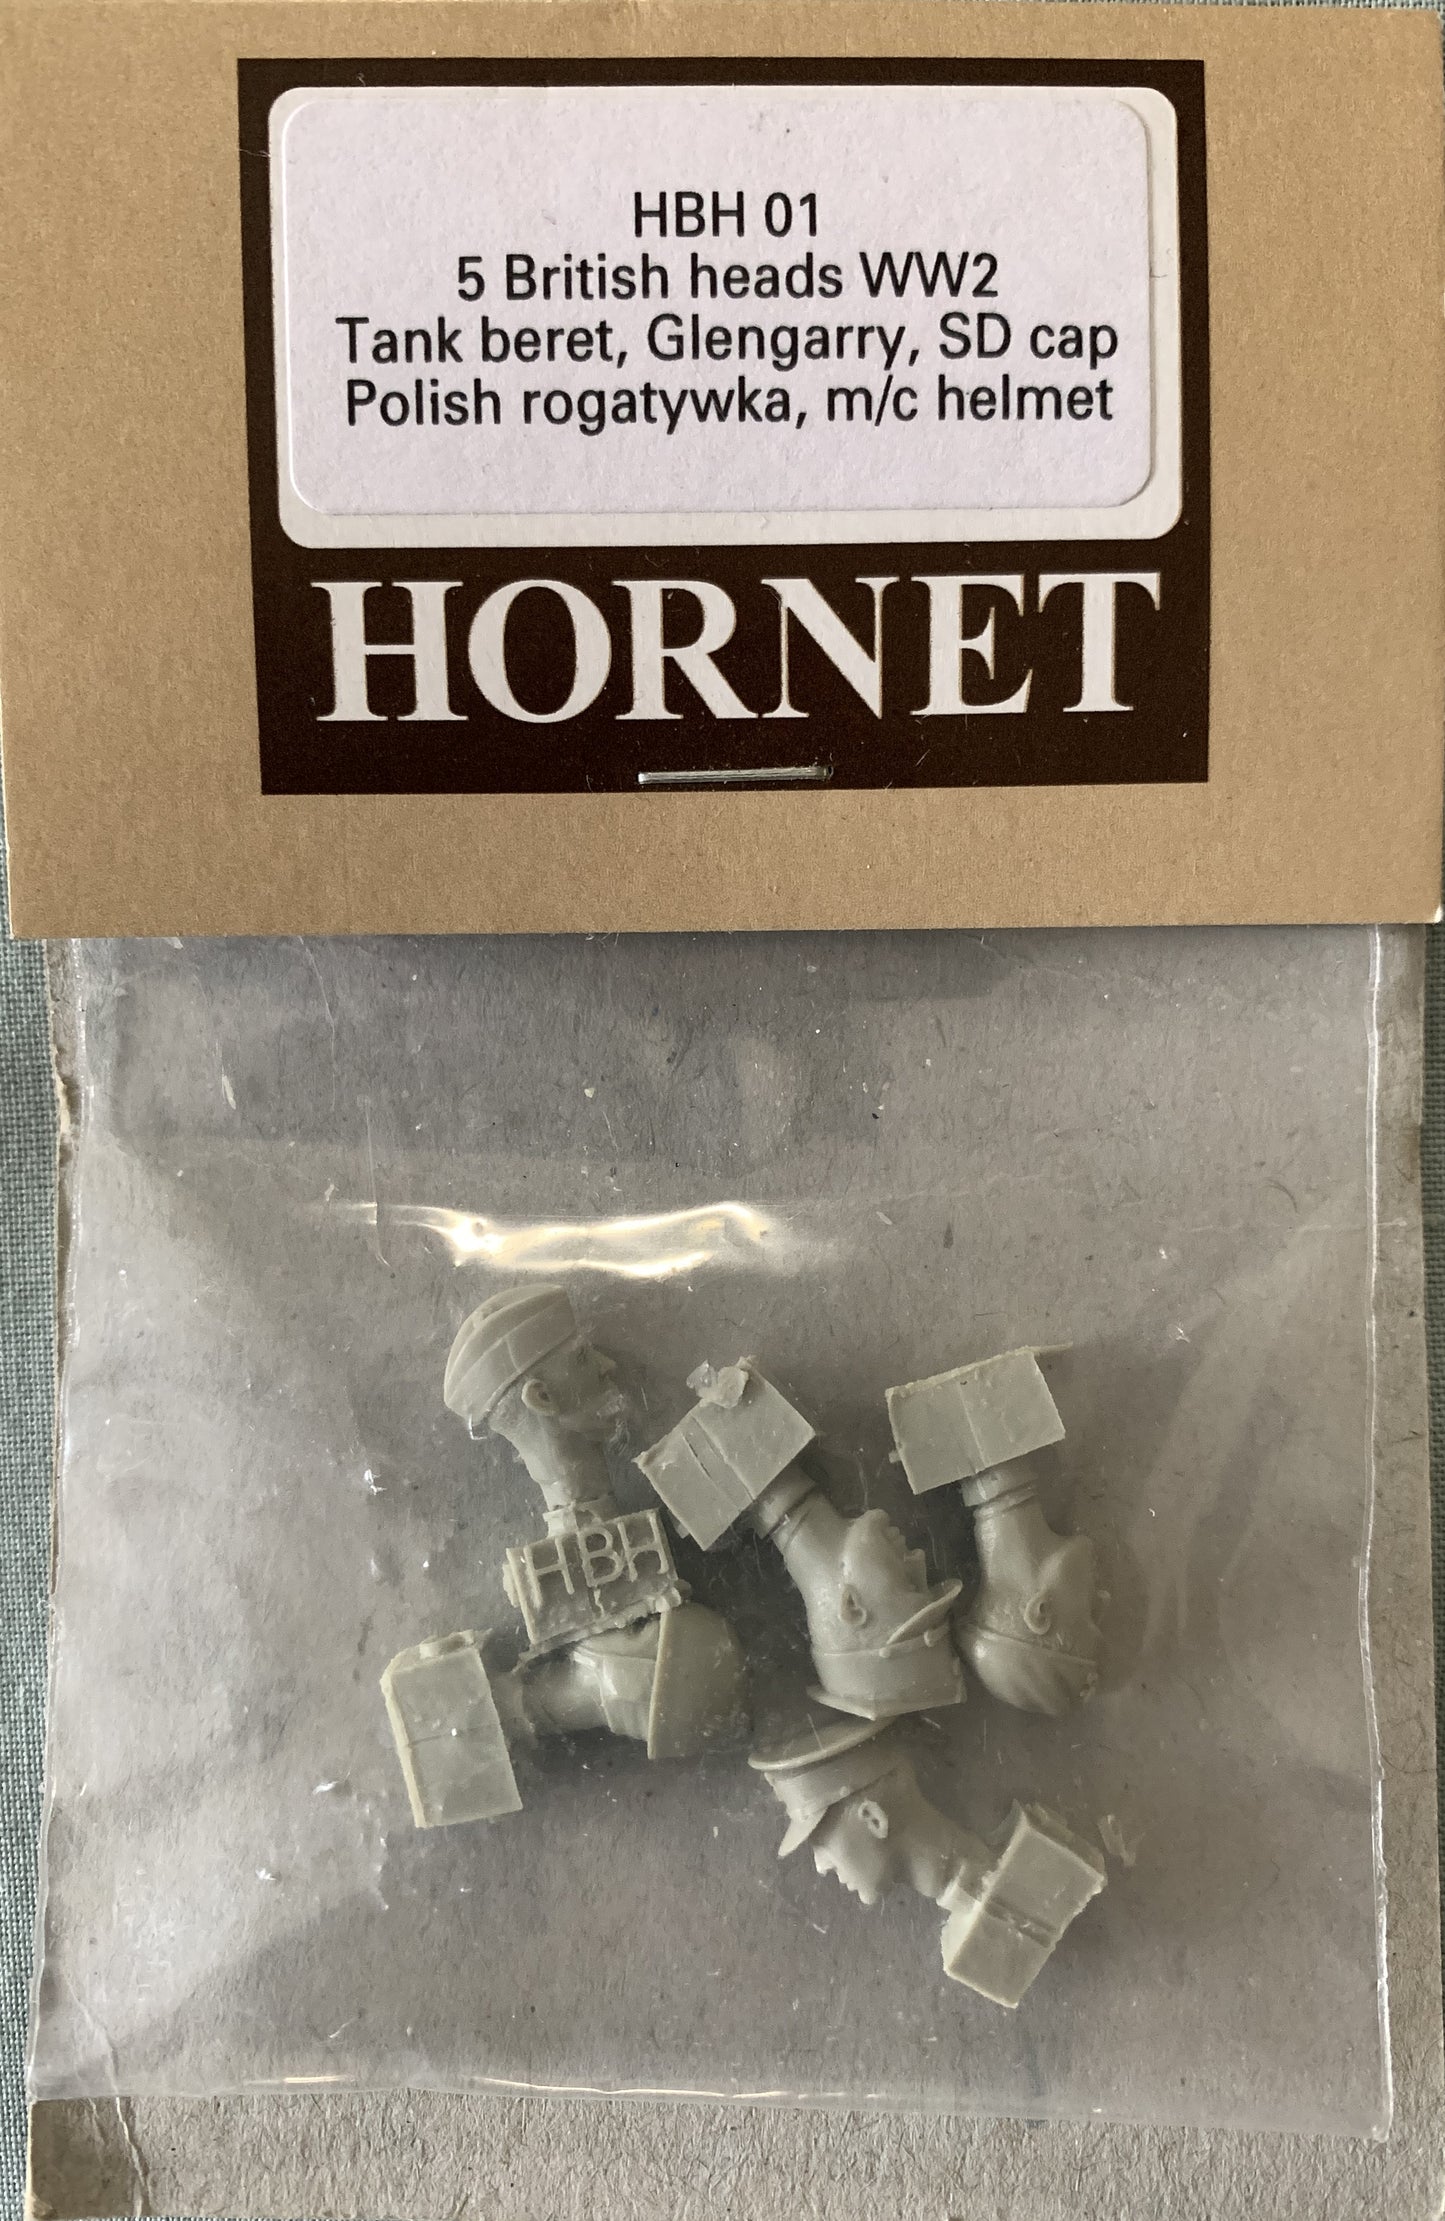 HBH 01
5 British heads WW2
Tank beret, Glengarry, SD cap
Polish rogatywka, m/c helmet
HORNET
HBH